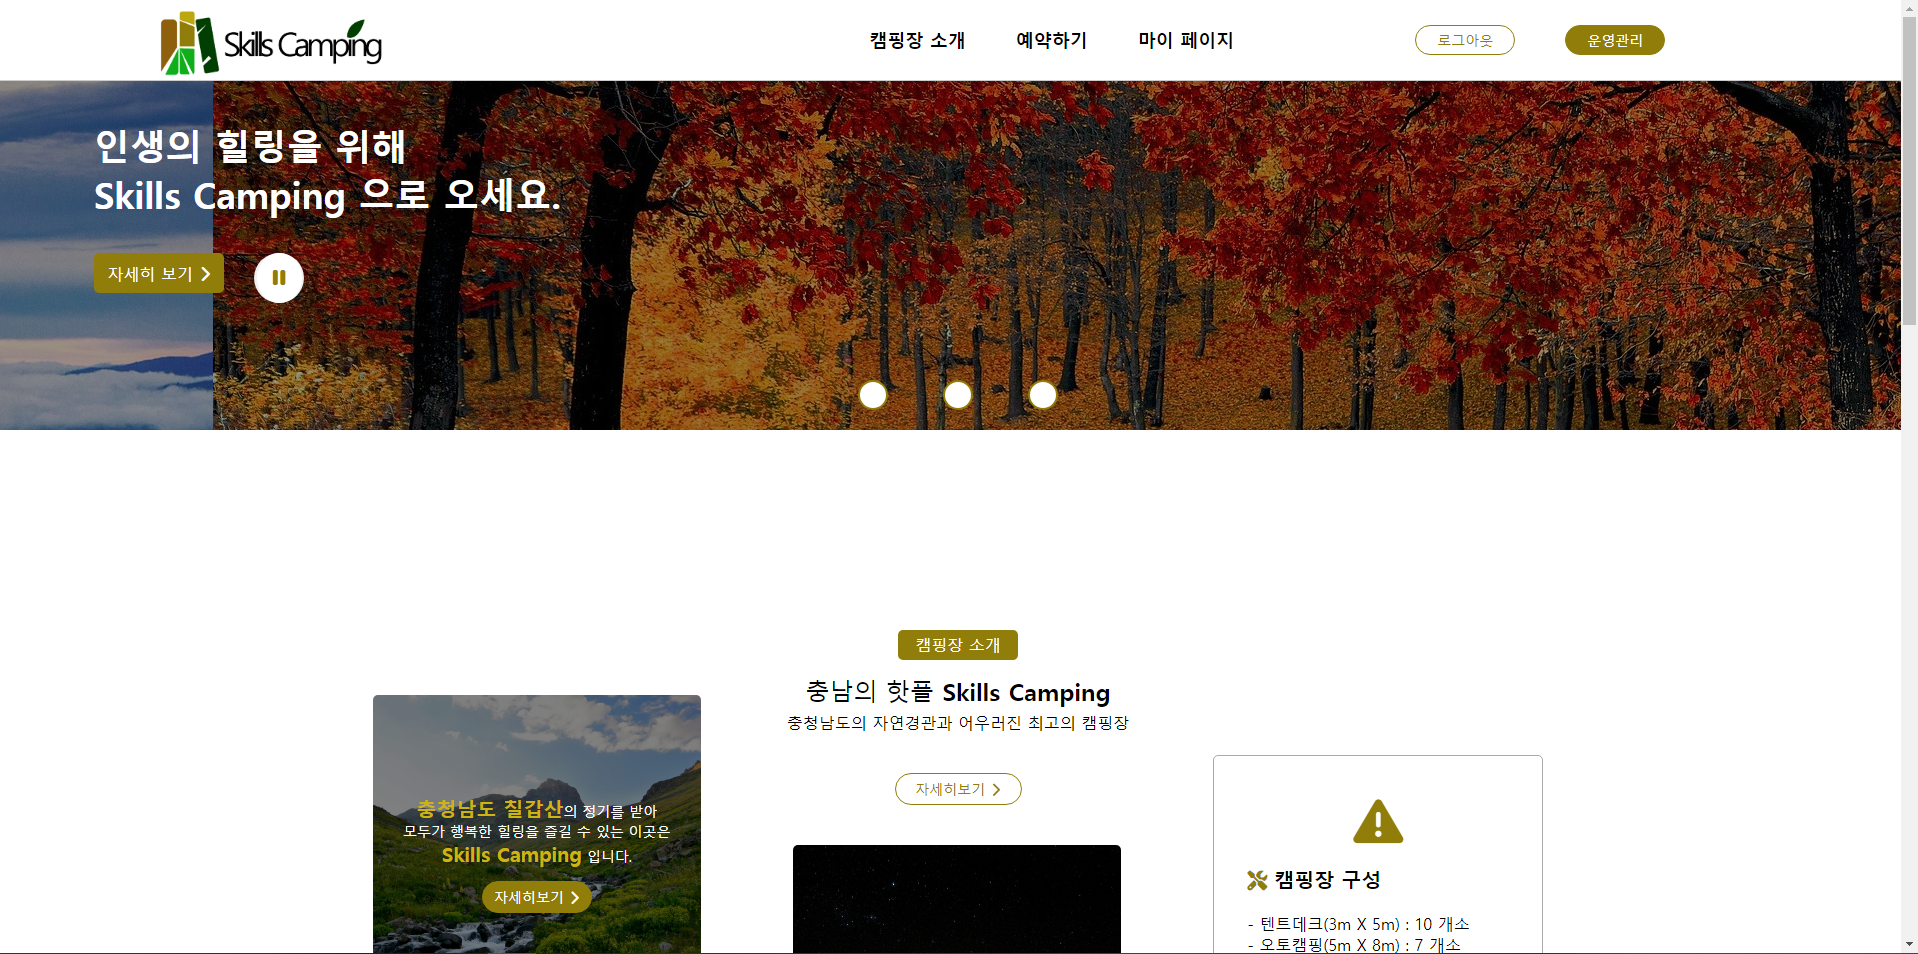 Skills Camping
캠핑장 소개
예약하기
마이 페이지
로그아웃
운영관리
인생의 힐링을 위해
Skills Camping 으로 오세요.
자세히 보기
캠핑장 소개
충남의 핫플 Skills Camping
충청남도의 자연경관과 어우러진 최고의 캠핑장
자세히보기
충청남도 칠갑산의 정기를 받아
모두가 행복한 힐링을 즐길 수 있는 이곳은
Skills Camping 입니다.
자세히보기
캠핑장 구성
- 텐트데크(3m X 5m) : 10 개소
- 오토캠핑(5m X 8m) : 7 개소